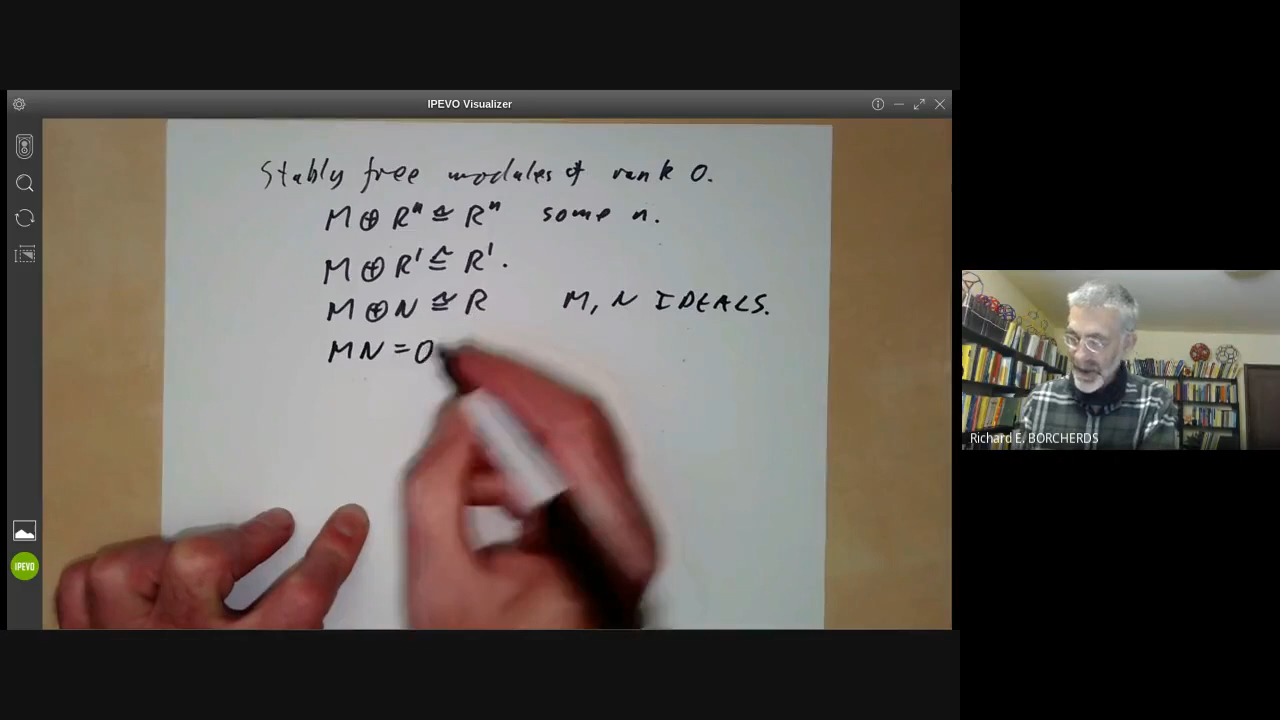 IPEVO Visualizer
Stably free modules of rank 0.
M ⊕ Rⁿ ≅ Rⁿ some n.
M ⊕ R¹ ≅ R¹.
M ⊕ N ≅ R M, N IDEALS.
MN = 0
IPEVO
Richard E. BORCHERDS